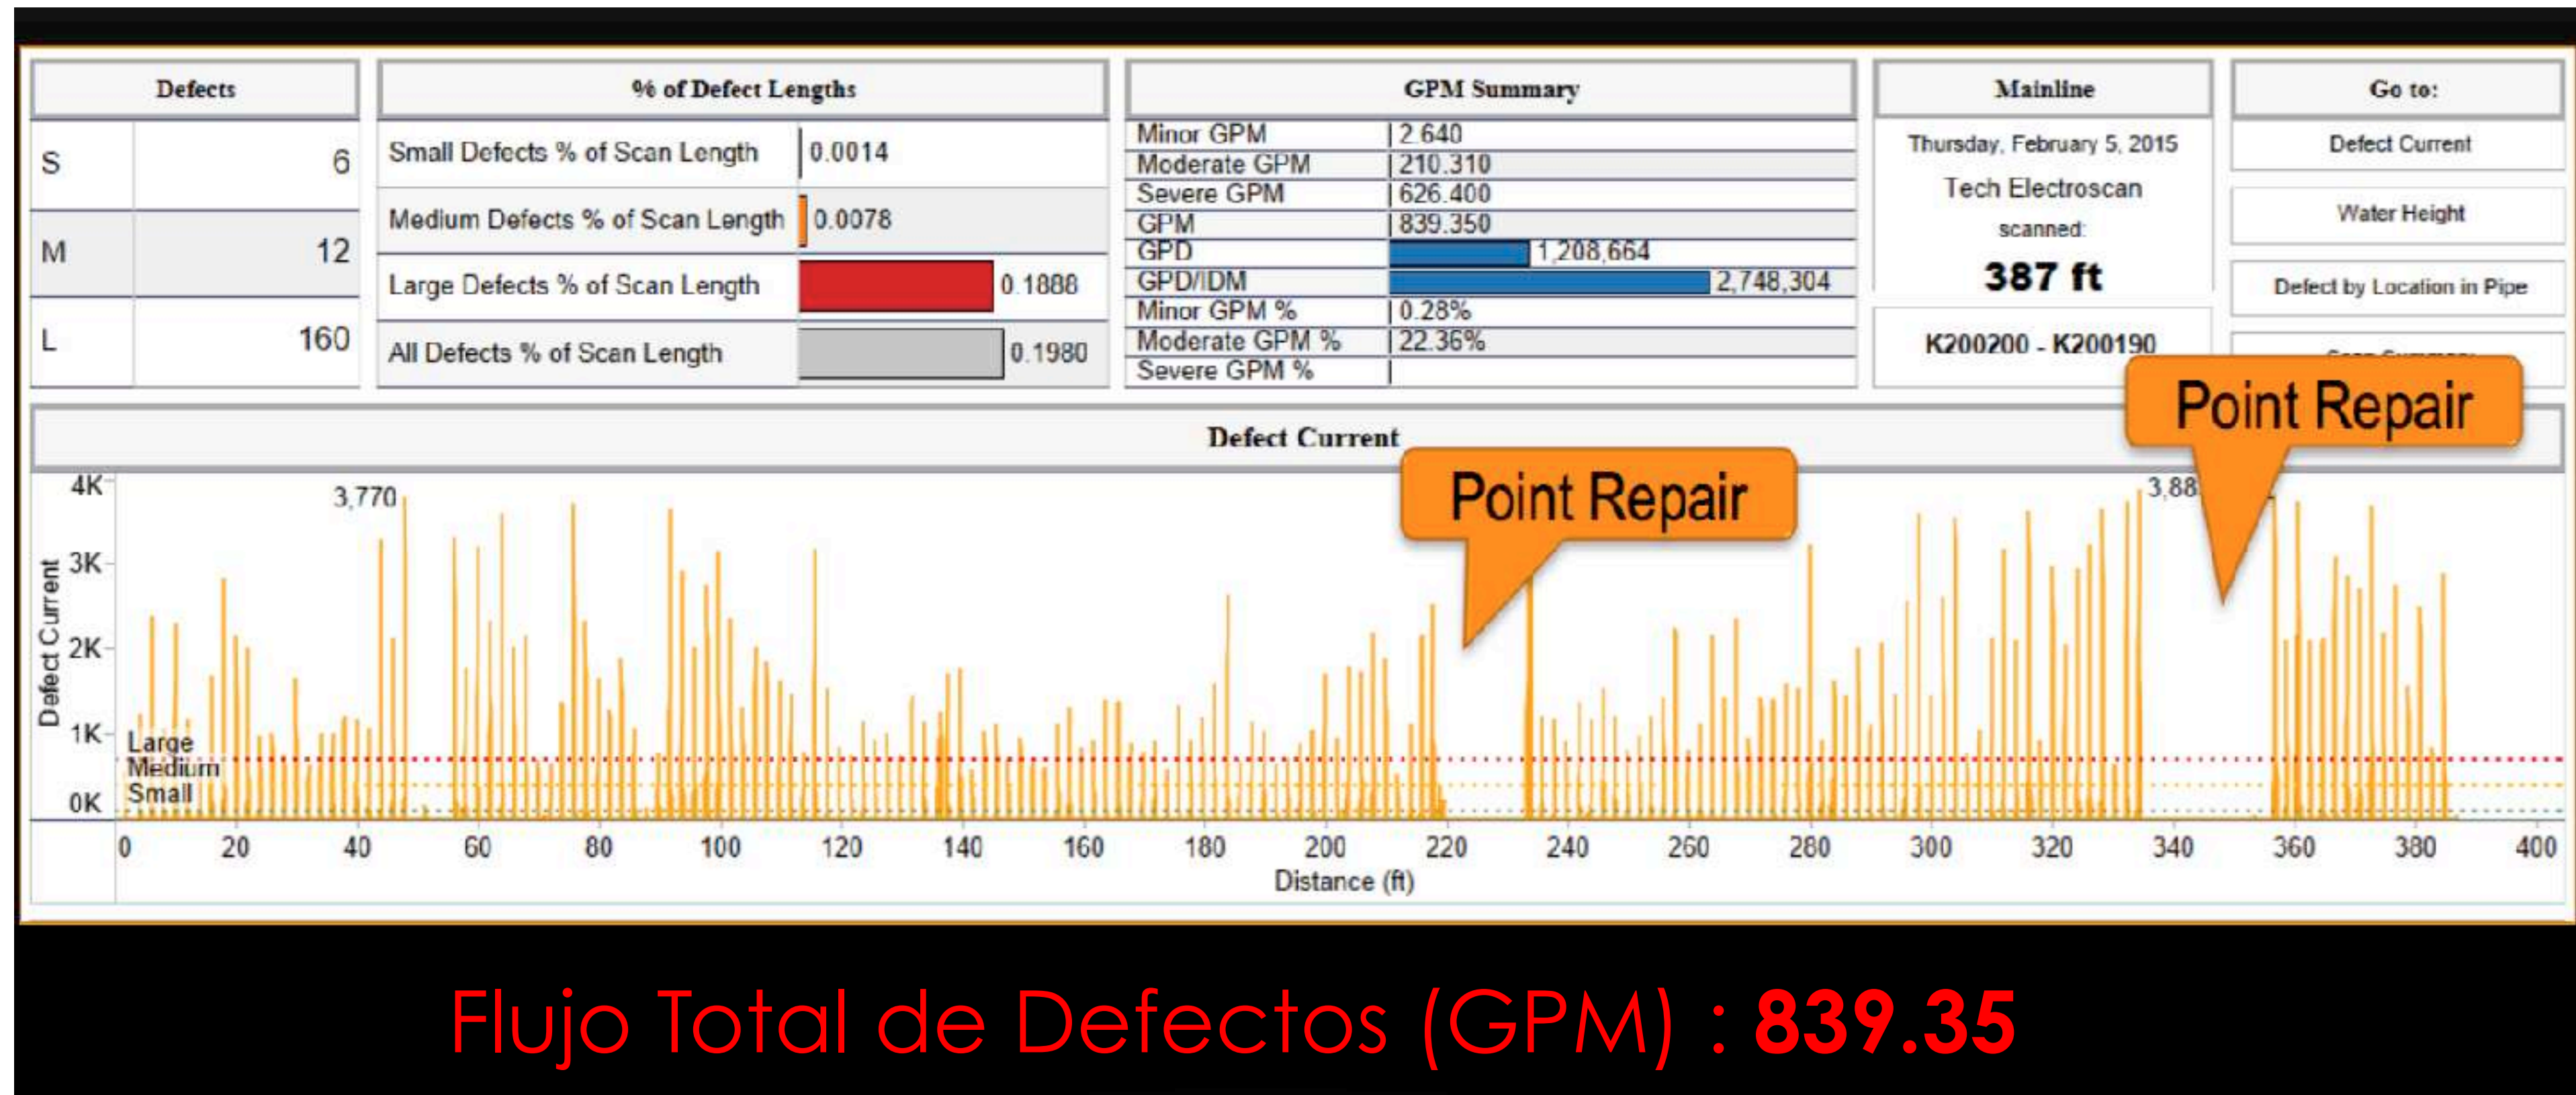 Defects
S 6
M 12
L 160
% of Defect Lengths
Small Defects % of Scan Length 0.0014
Medium Defects % of Scan Length 0.0078
Large Defects % of Scan Length 0.1888
All Defects % of Scan Length 0.1980
GPM Summary
Minor GPM 2.640
Moderate GPM 210.310
Severe GPM 626.400
GPM 839.350
GPD 1,208,664
GPD/IDM 2,748,304
Minor GPM % 0.28%
Moderate GPM % 22.36%
Severe GPM %
Mainline
Thursday, February 5, 2015
Tech Electroscan
scanned:
387 ft
K200200 - K200190
Go to:
Defect Current
Water Height
Defect by Location in Pipe
Point Repair
Defect Current
Point Repair
4K
3K
2K
1K
0K
Defect Current
3,770
3,88
Large
Medium
Small
0 20 40 60 80 100 120 140 160 180 200 220 240 260 280 300 320 340 360 380 400
Distance (ft)
Flujo Total de Defectos (GPM) : 839.35